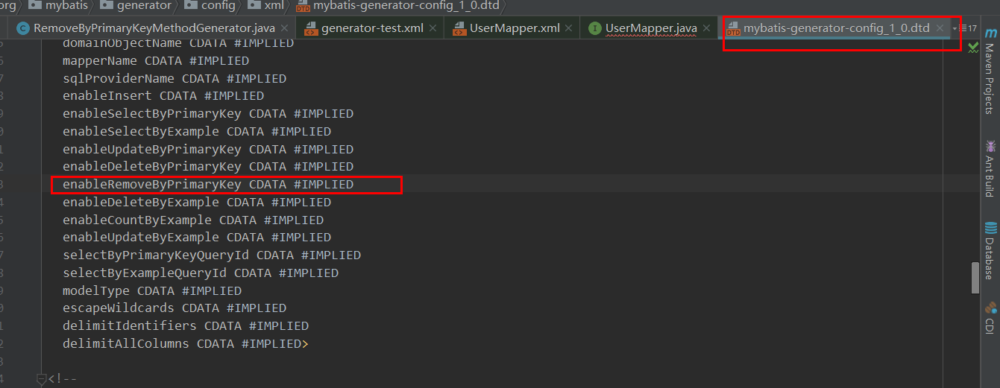 org mybatis generator config xml mybatis-generator-config_1_0.dtd
RemoveByPrimaryKeyMethodGenerator.java generator-test.xml UserMapper.xml UserMapper.java mybatis-generator-config_1_0.dtd 17
domainObjectName CDATA #IMPLIED
mapperName CDATA #IMPLIED
sqlProviderName CDATA #IMPLIED
enableInsert CDATA #IMPLIED
enableSelectByPrimaryKey CDATA #IMPLIED
enableSelectByExample CDATA #IMPLIED
enableUpdateByPrimaryKey CDATA #IMPLIED
enableDeleteByPrimaryKey CDATA #IMPLIED
enableRemoveByPrimaryKey CDATA #IMPLIED
enableDeleteByExample CDATA #IMPLIED
enableCountByExample CDATA #IMPLIED
enableUpdateByExample CDATA #IMPLIED
selectByPrimaryKeyQueryId CDATA #IMPLIED
selectByExampleQueryId CDATA #IMPLIED
modelType CDATA #IMPLIED
escapeWildcards CDATA #IMPLIED
delimitIdentifiers CDATA #IMPLIED
delimitAllColumns CDATA #IMPLIED>
<!--
Maven Projects
Ant Build
Database
CDI